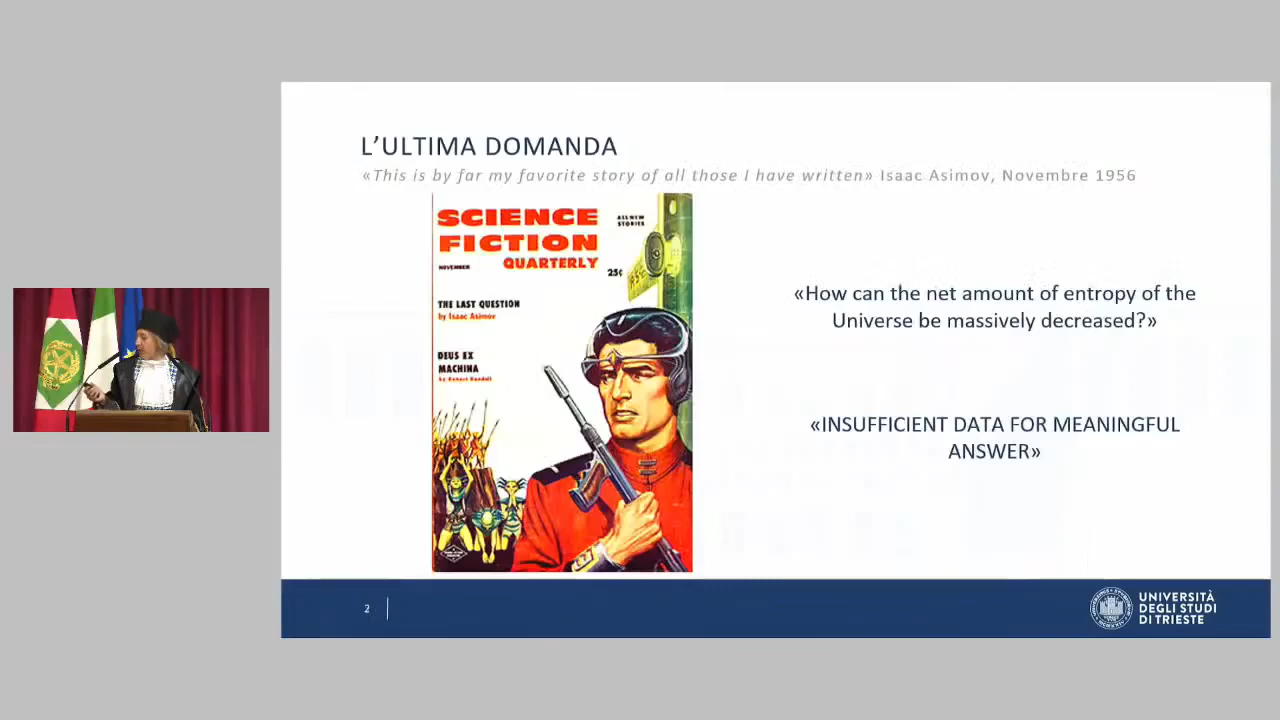 L'ULTIMA DOMANDA
«This is by far my favorite story of all those I have written» Isaac Asimov, Novembre 1956
SCIENCE
FICTION
QUARTERLY
ALL NEW
STORIES
NOVEMBER
25¢
THE LAST QUESTION
by Isaac Asimov
DEUS EX
MACHINA
by Robert Randall
«How can the net amount of entropy of the
Universe be massively decreased?»
«INSUFFICIENT DATA FOR MEANINGFUL
ANSWER»
2
UNIVERSITÀ
DEGLI STUDI
DI TRIESTE